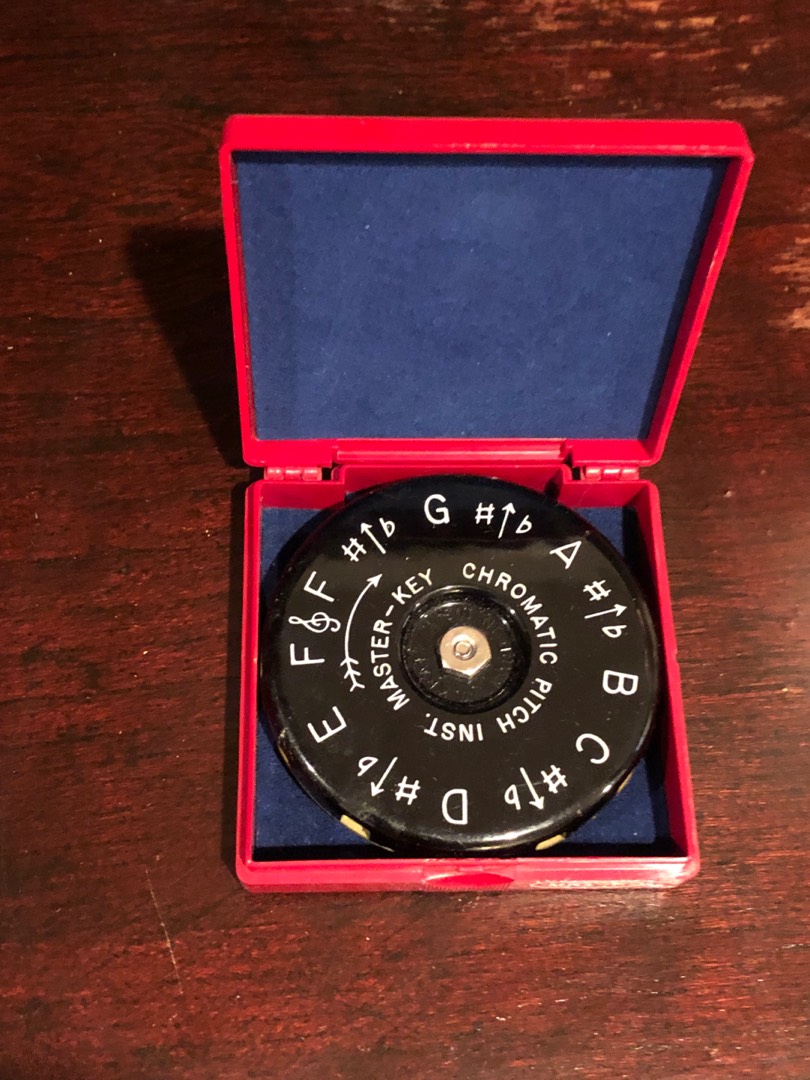 F
♯↑♭
G
♯↑♭
A
♯↑♭
B
C
♯↑♭
D
♯↑♭
E
F
MASTER-KEY CHROMATIC PITCH INST.